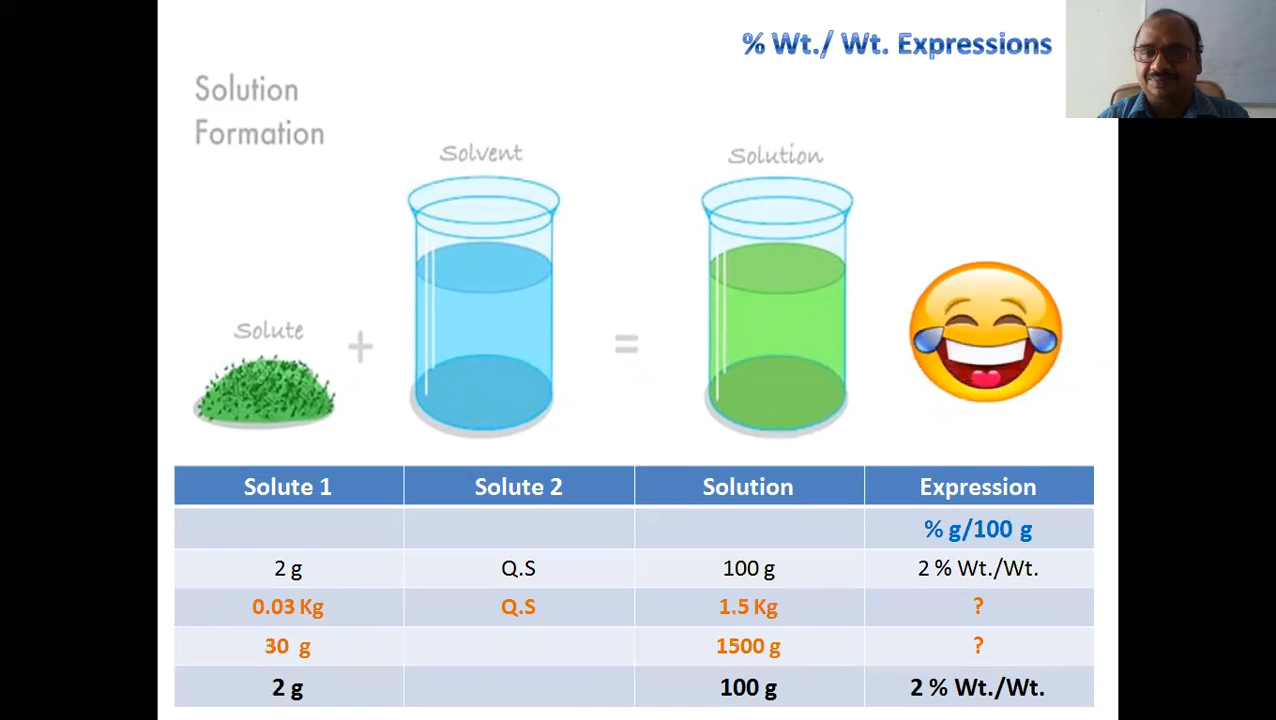 % Wt./ Wt. Expressions
Solution
Formation
Solvent
Solution
Solute
+
=
Solute 1 Solute 2 Solution Expression
% g/100 g
2 g Q.S 100 g 2 % Wt./Wt.
0.03 Kg Q.S 1.5 Kg ?
30 g 1500 g ?
2 g 100 g 2 % Wt./Wt.